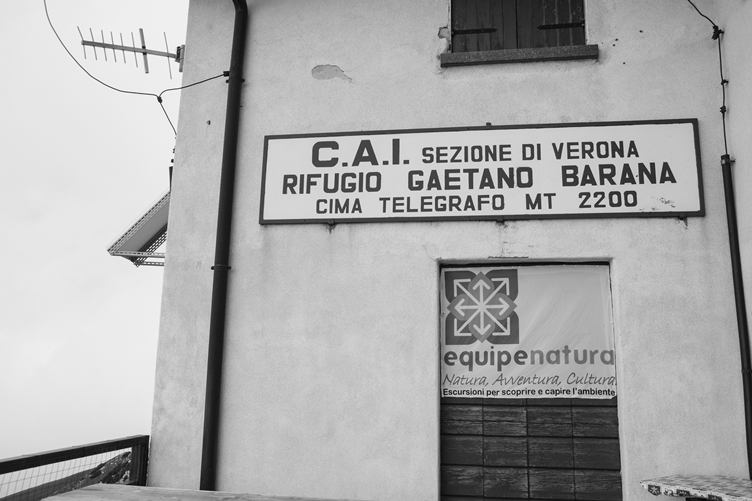 C.A.I. SEZIONE DI VERONA
RIFUGIO GAETANO BARANA
CIMA TELEGRAFO MT 2200
equipenatura
Natura, Avventura, Cultura
Escursioni per scoprire e capire l'ambiente